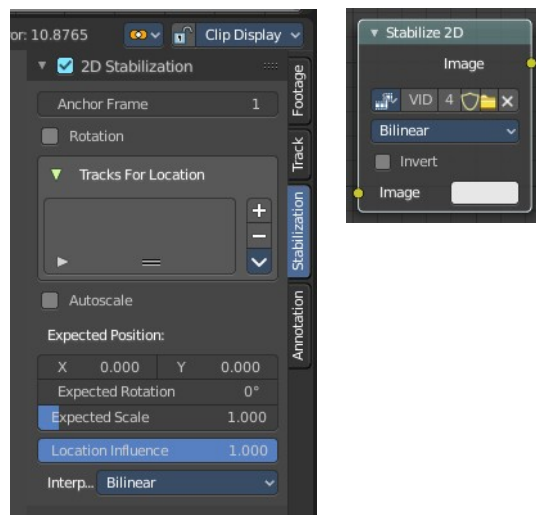 or: 10.8765 Clip Display
2D Stabilization
Anchor Frame 1
Rotation
Tracks For Location
Autoscale
Expected Position:
X 0.000 Y 0.000
Expected Rotation 0°
Expected Scale 1.000
Location Influence 1.000
Interp... Bilinear
Footage
Track
Stabilization
Annotation
Stabilize 2D
Image
VID 4
Bilinear
Invert
Image